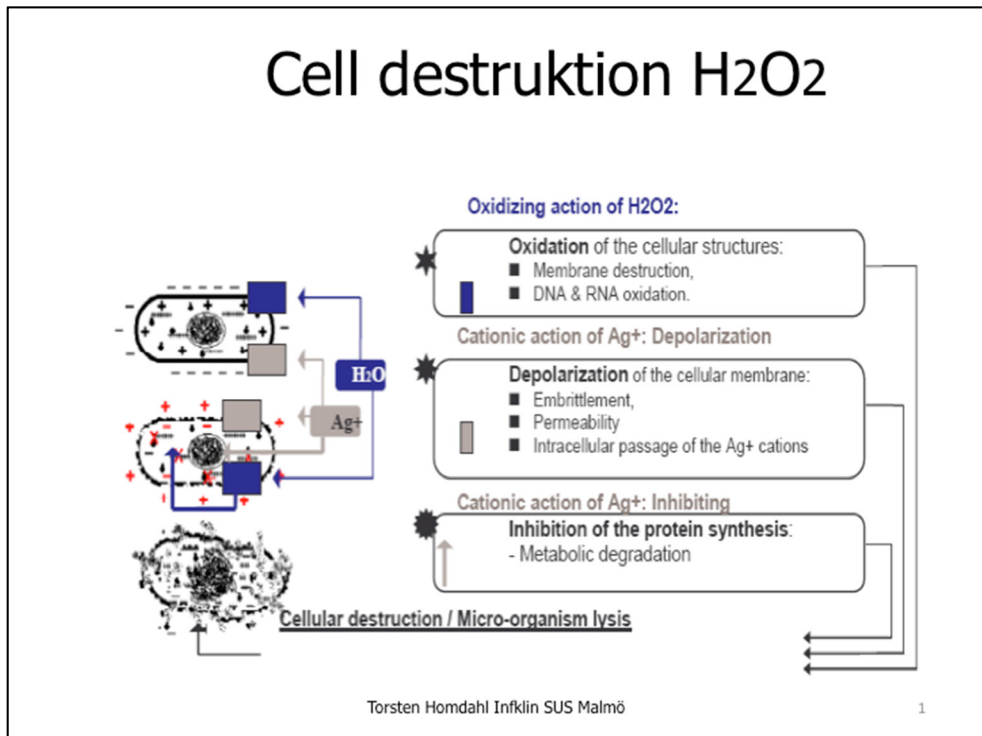 Cell destruktion H2O2
Oxidizing action of H2O2:
Oxidation of the cellular structures:
■ Membrane destruction,
■ DNA & RNA oxidation.
Cationic action of Ag+: Depolarization
H2O
Depolarization of the cellular membrane:
■ Embrittlement,
■ Permeability
■ Intracellular passage of the Ag+ cations
Ag+
Cationic action of Ag+: Inhibiting
Inhibition of the protein synthesis:
- Metabolic degradation
Cellular destruction / Micro-organism lysis
Torsten Homdahl Infklin SUS Malmö
1